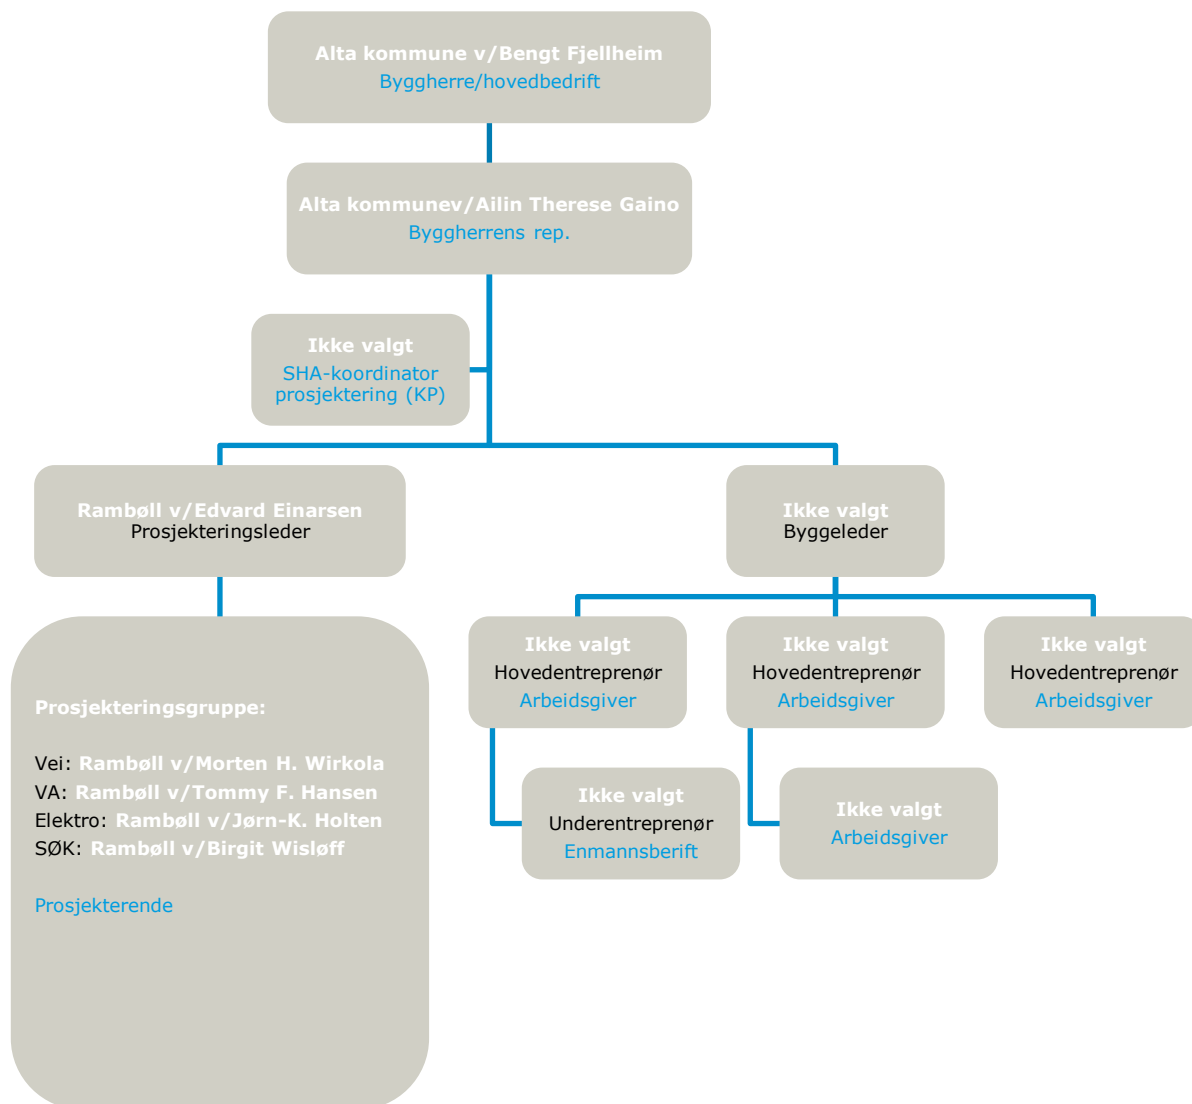 Alta kommune v/Bengt Fjellheim
Byggherre/hovedbedrift
Alta kommunev/Ailin Therese Gaino
Byggherrens rep.
Ikke valgt
SHA-koordinator
prosjektering (KP)
Rambøll v/Edvard Einarsen
Prosjekteringsleder
Ikke valgt
Byggeleder
Prosjekteringsgruppe:
Vei: Rambøll v/Morten H. Wirkola
VA: Rambøll v/Tommy F. Hansen
Elektro: Rambøll v/Jørn-K. Holten
SØK: Rambøll v/Birgit Wisløff
Prosjekterende
Ikke valgt
Hovedentreprenør
Arbeidsgiver
Ikke valgt
Hovedentreprenør
Arbeidsgiver
Ikke valgt
Hovedentreprenør
Arbeidsgiver
Ikke valgt
Underentreprenør
Enmannsberift
Ikke valgt
Arbeidsgiver